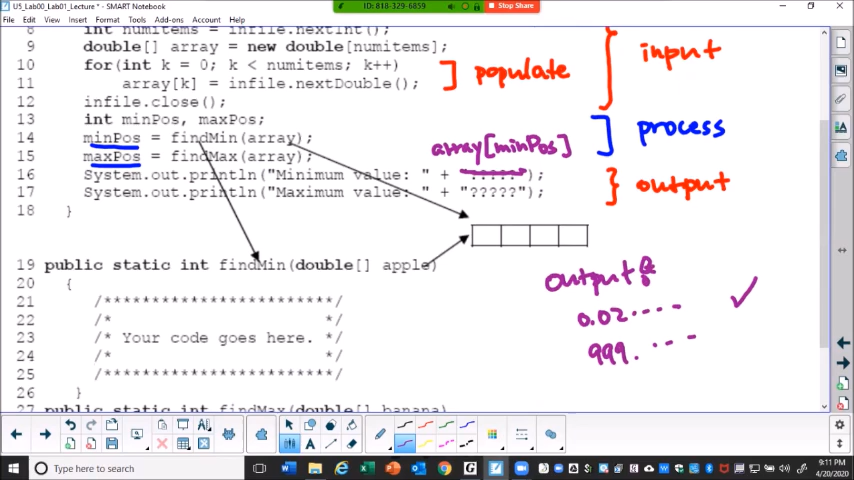 U5_Lab00_Lab01_Lecture * - SMART Notebook
ID: 818-329-6859 Stop Share
File Edit View Insert Format Tools Add-ons Account Help
8 int numitems = infile.nextInt();
9 double[] array = new double[numitems];
10 for(int k = 0; k < numitems; k++)
11 array[k] = infile.nextDouble();
12 infile.close();
13 int minPos, maxPos;
14 minPos = findMin(array);
15 maxPos = findMax(array);
16 System.out.println("Minimum value: " + "?????");
17 System.out.println("Maximum value: " + "?????");
18 }
] populate
} input
array[minPos]
] process
} output
19 public static int findMin(double[] apple)
20 {
21 /************************/
22 /* */
23 /* Your code goes here. */
24 /* */
25 /************************/
26 }
27 public static int findMax(double[] banana)
output
0.02....
999. ...
Type here to search
9:11 PM
4/20/2020